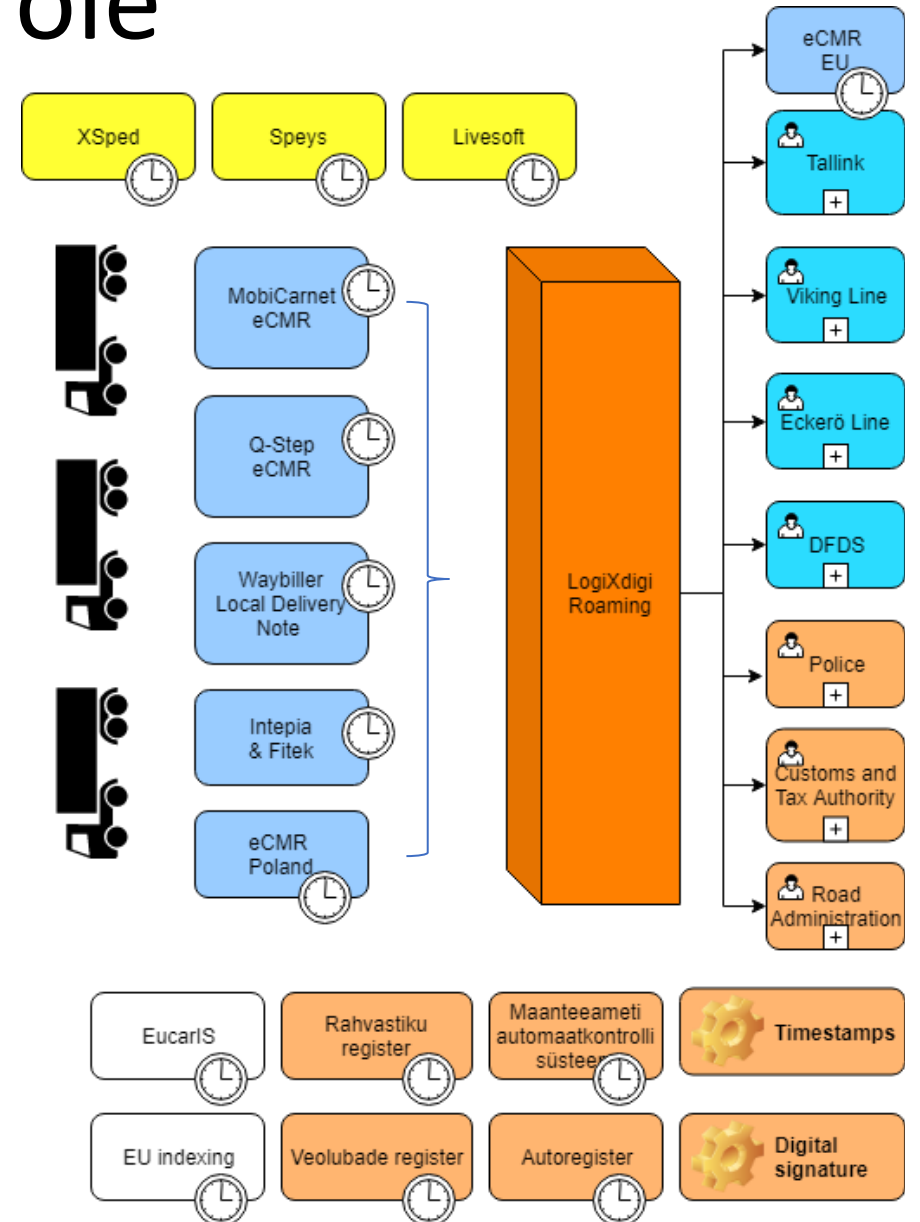 eCMR
EU
XSped
Speys
Livesoft
Tallink
MobiCarnet
eCMR
Viking Line
Q-Step
eCMR
Eckerö Line
Waybiller
Local Delivery
Note
LogiXdigi
Roaming
DFDS
Police
Intepia
& Fitek
Customs and
Tax Authority
eCMR
Poland
Road
Administration
EucarIS
Rahvastiku
register
Maanteeameti
automaatkontrolli
Timestamps
EU indexing
Veolubade register
Autoregister
Digital
signature